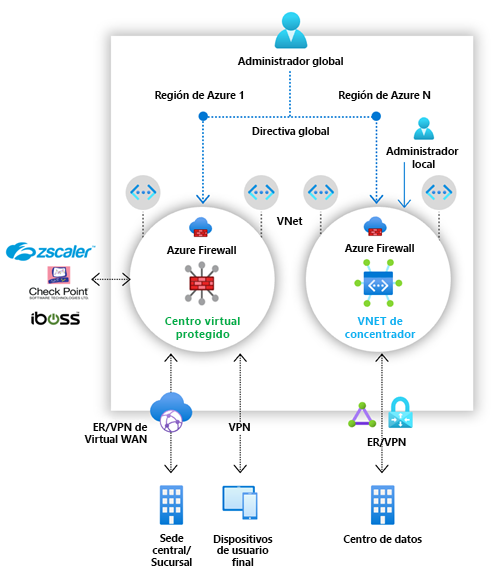 Administrador global
Región de Azure 1
Región de Azure N
Directiva global
Administrador
local
VNet
Azure Firewall
Azure Firewall
zscaler™
Check Point
SOFTWARE TECHNOLOGIES LTD.
iboss
Centro virtual
protegido
VNET de
concentrador
ER/VPN de
Virtual WAN
VPN
ER/VPN
Sede
central/
Sucursal
Dispositivos
de usuario
final
Centro de datos